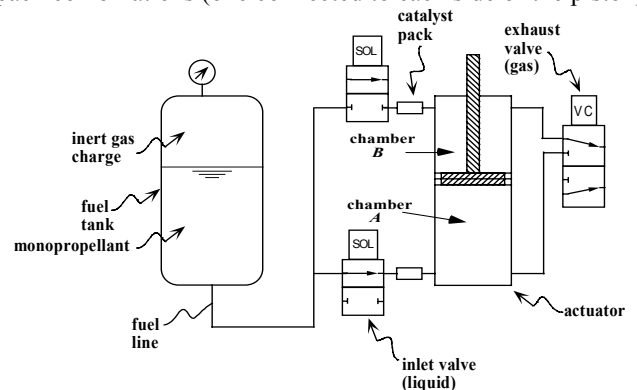 catalyst
pack
exhaust
valve
(gas)
SOL
VC
inert gas
charge
chamber
B
fuel
tank
monopropellant
chamber
A
SOL
fuel
line
actuator
inlet valve
(liquid)